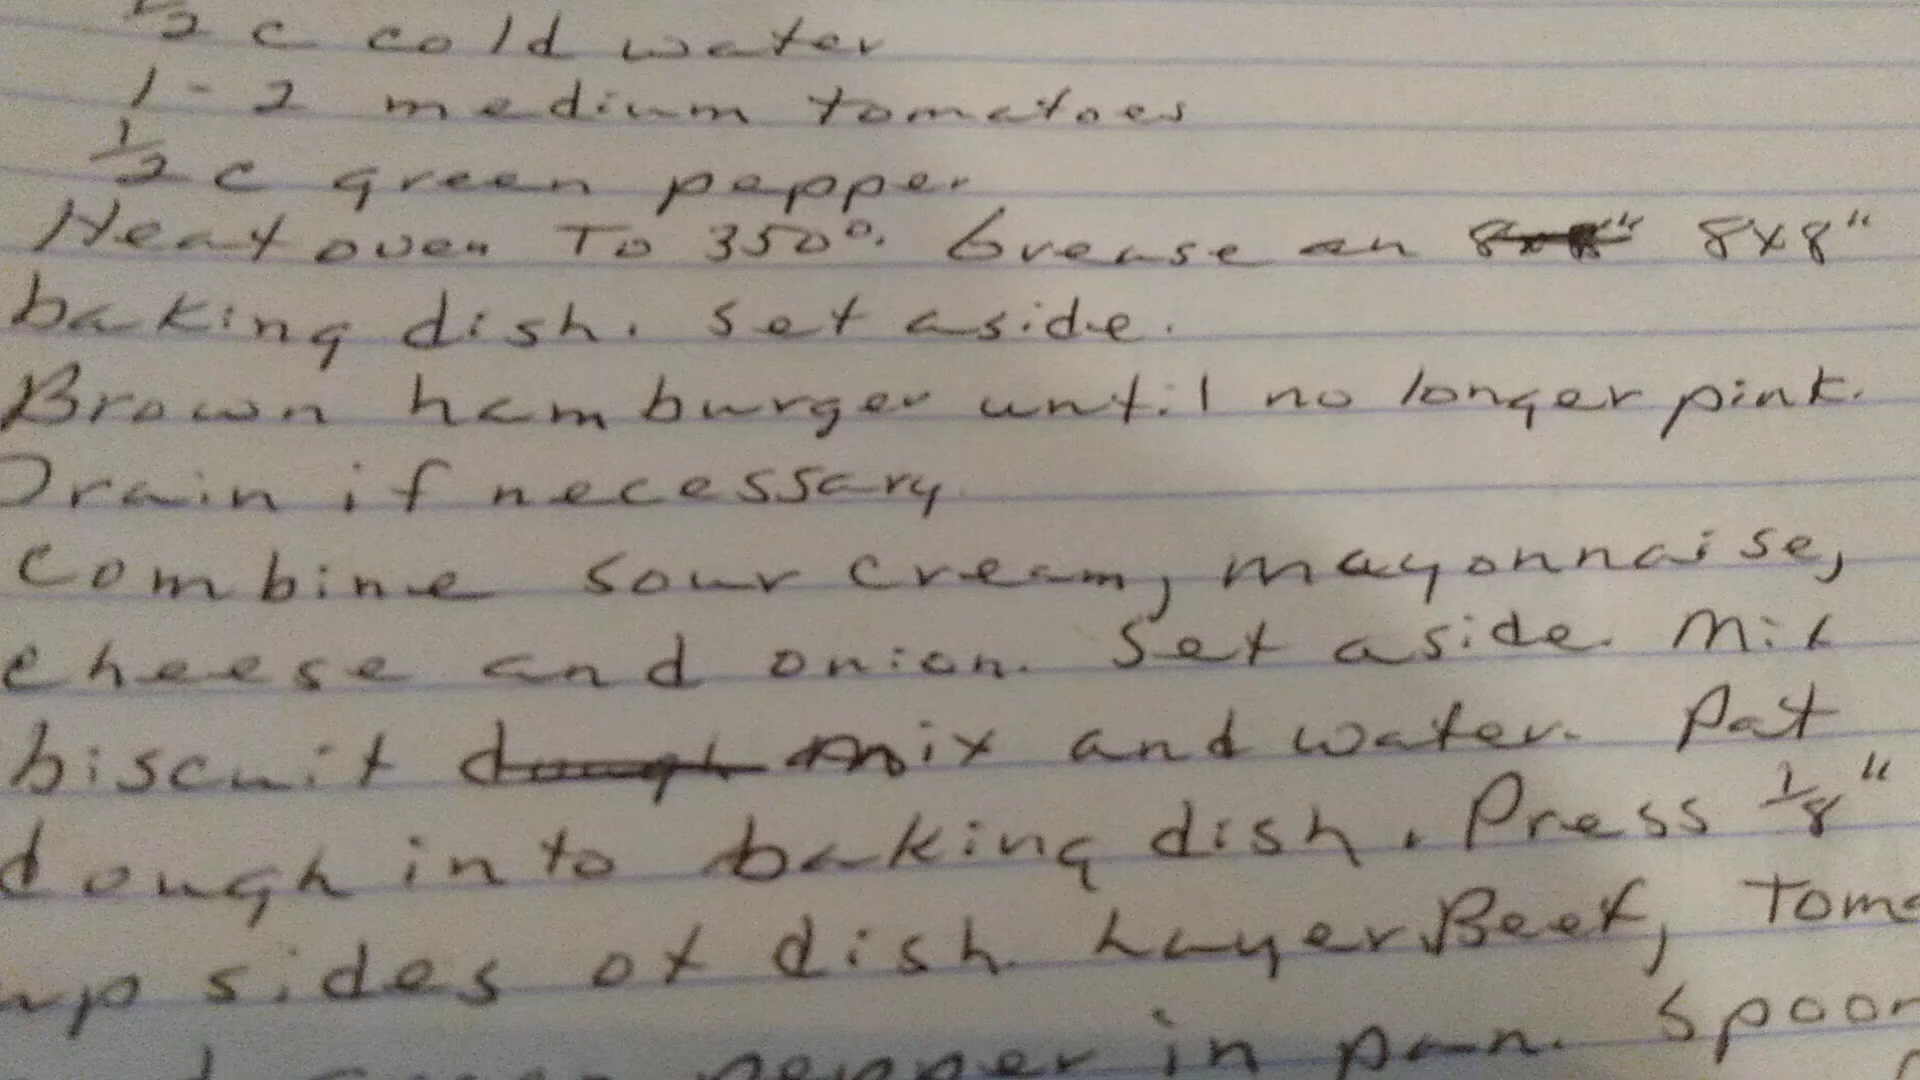 1/2 c cold water
1-2 medium tomatoes
1/2 c green pepper
Heat oven To 350°. Grease an 8x8" 8x8"
baking dish. Set aside.
Brown hamburger until no longer pink.
Drain if necessary.
Combine sour cream, mayonnaise,
cheese and onion. Set aside. Mix
biscuit dough mix and water. Pat
dough into baking dish. Press 1/8"
up sides of dish. Layer Beef,
pepper in pan. Spoon